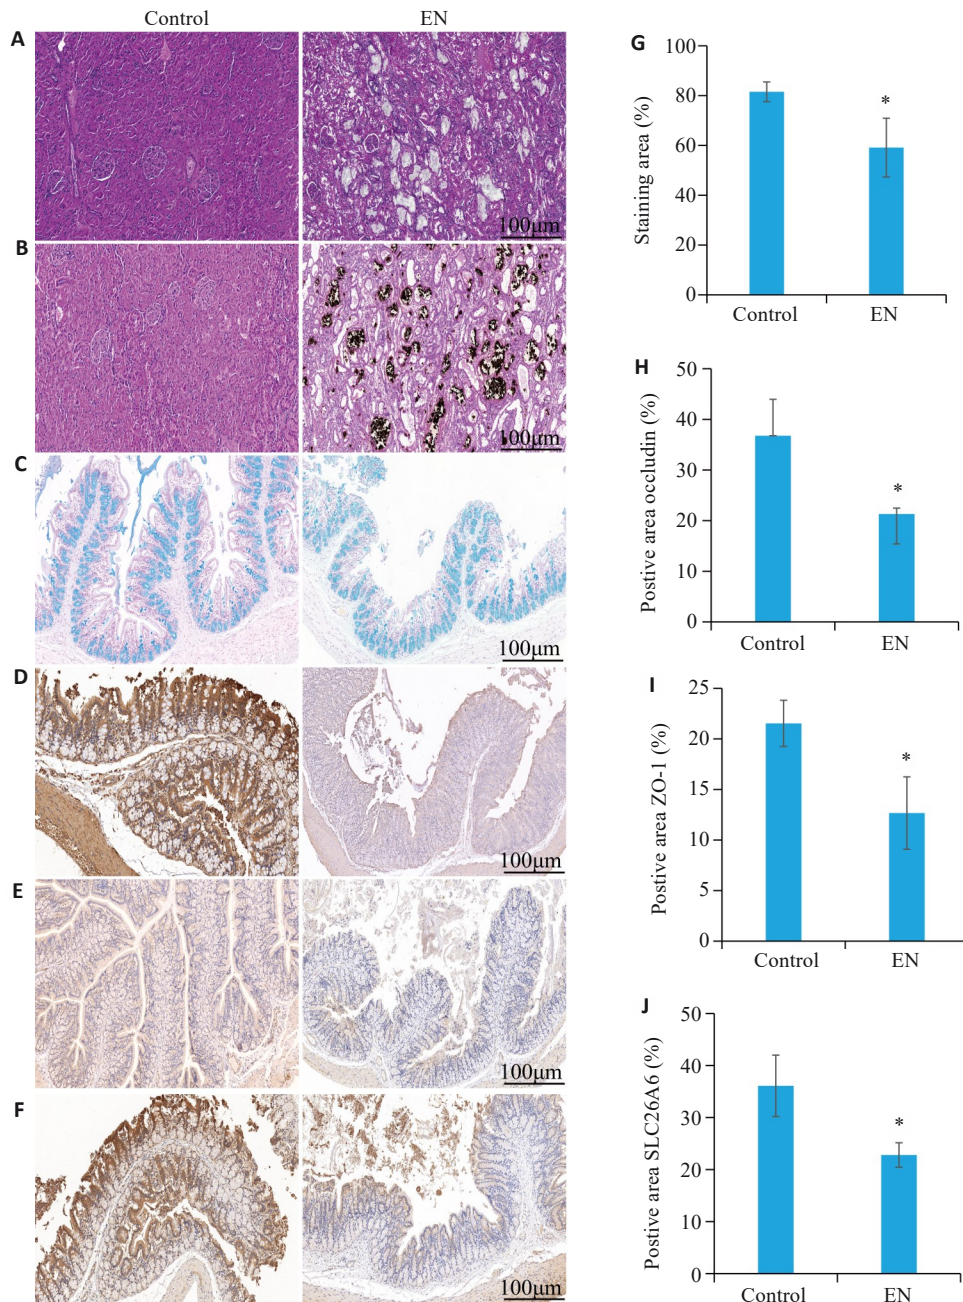 Control EN
A
100μm
B
100μm
C
100μm
D
100μm
E
100μm
F
100μm
G
Staining area (%)
100
80
60
40
20
0
*
Control EN
H
Postive area occludin (%)
50
40
30
20
10
0
*
Control EN
I
Postive area ZO-1 (%)
25
20
15
10
5
0
*
Control EN
J
Postive area SLC26A6 (%)
50
40
30
20
10
0
*
Control EN